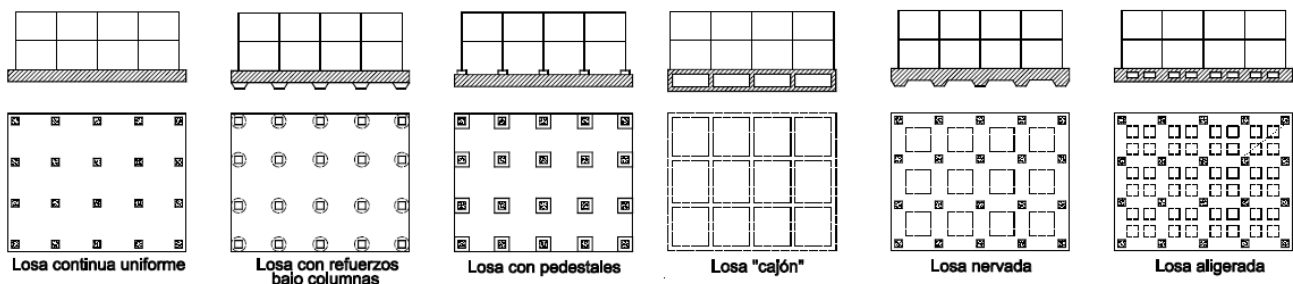 Losa continua uniforme
Losa con refuerzos
bajo columnas
Losa con pedestales
Losa "cajón"
Losa nervada
Losa aligerada